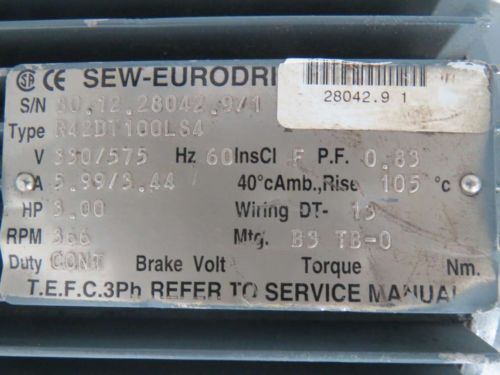 SA CE SEW-EURODRI
28042.9 1
S/N 80.12.28042.9/1
Type R42DT100LS4
V 330/575 Hz 60 InsCl F P.F. 0.83
A 5.99/3.44 40°cAmb.,Rise 105 °c
HP 3.00 Wiring DT- 13
RPM 366 Mtg. B3 TB-0
Duty CONT Brake Volt Torque Nm.
T.E.F.C.3Ph REFER TO SERVICE MANUAL